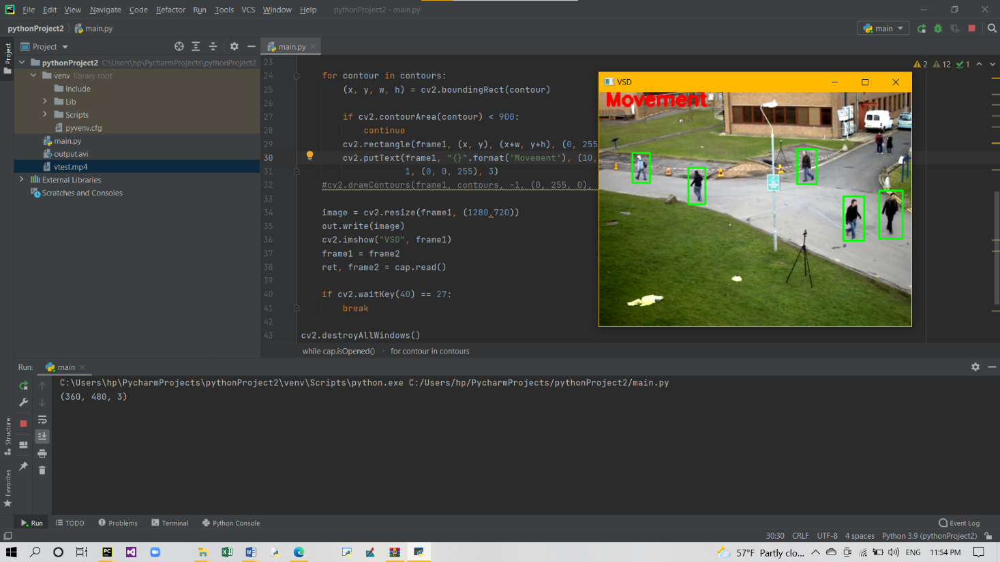 PC File Edit View Navigate Code Refactor Run Tools VCS Window Help pythonProject2 - main.py
pythonProject2 main.py main
Project main.py
Project
pythonProject2 C:\Users\hp\PycharmProjects\pythonProject2
venv library root
Include
Lib
Scripts
pyvenv.cfg
main.py
output.avi
vtest.mp4
External Libraries
Scratches and Consoles
2 12 1
23
24 for contour in contours:
25 (x, y, w, h) = cv2.boundingRect(contour)
26
27 if cv2.contourArea(contour) < 900:
28 continue
29 cv2.rectangle(frame1, (x, y), (x+w, y+h), (0, 255
30 cv2.putText(frame1, "{}".format('Movement'), (10,
31 1, (0, 0, 255), 3)
32 #cv2.drawContours(frame1, contours, -1, (0, 255, 0),
33
34 image = cv2.resize(frame1, (1280,720))
35 out.write(image)
36 cv2.imshow("VSD", frame1)
37 frame1 = frame2
38 ret, frame2 = cap.read()
39
40 if cv2.waitKey(40) == 27:
41 break
42
43 cv2.destroyAllWindows()
while cap.isOpened() for contour in contours
VSD
Movement
Run: main
C:\Users\hp\PycharmProjects\pythonProject2\venv\Scripts\python.exe C:/Users/hp/PycharmProjects/pythonProject2/main.py
(360, 480, 3)
Structure
Favorites
Run TODO Problems Terminal Python Console Event Log
30:30 CRLF UTF-8 4 spaces Python 3.9 (pythonProject2)
57°F Partly clo... ENG 11:54 PM